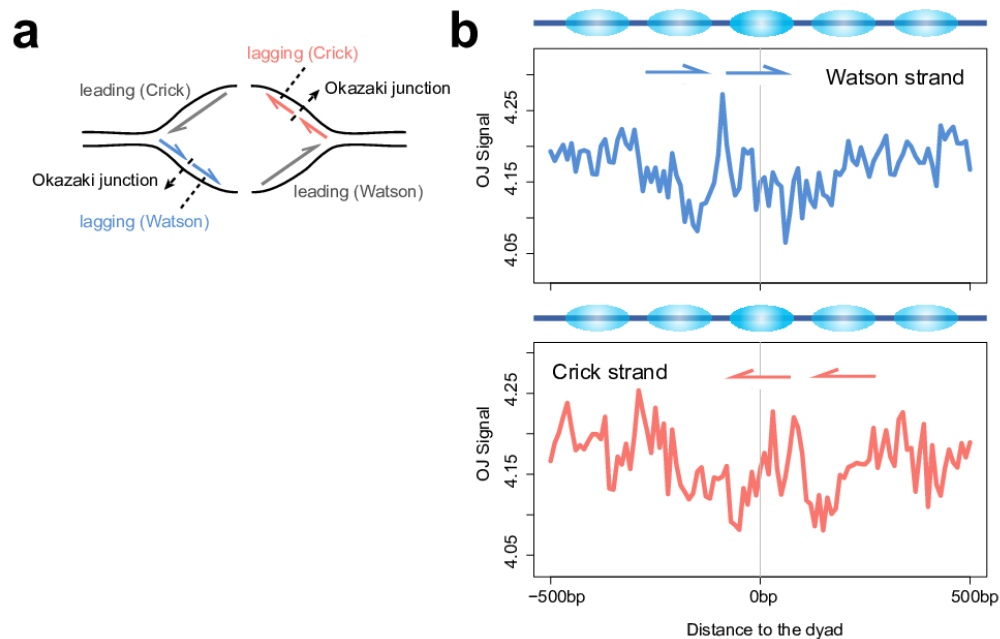 a
lagging (Crick)
leading (Crick)
Okazaki junction
Okazaki junction
leading (Watson)
lagging (Watson)
b
Watson strand
OJ Signal
4.25
4.15
4.05
Crick strand
OJ Signal
4.25
4.15
4.05
−500bp 0bp 500bp
Distance to the dyad